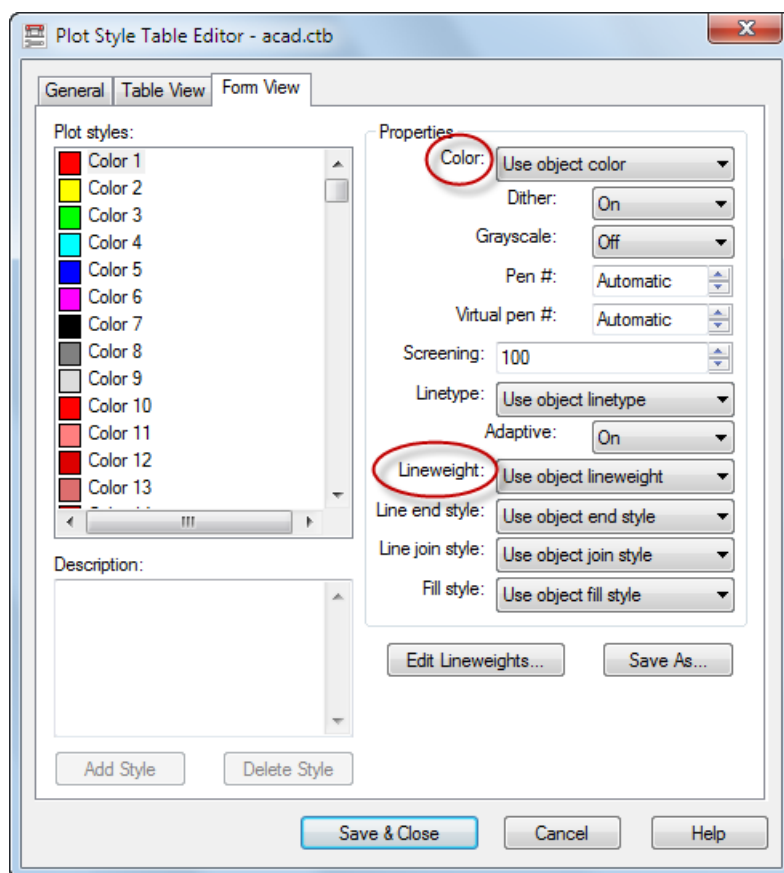 Plot Style Table Editor - acad.ctb
General
Table View
Form View
Plot styles:
Color 1
Color 2
Color 3
Color 4
Color 5
Color 6
Color 7
Color 8
Color 9
Color 10
Color 11
Color 12
Color 13
Description:
Add Style
Delete Style
Properties
Color: Use object color
Dither: On
Grayscale: Off
Pen #: Automatic
Virtual pen #: Automatic
Screening: 100
Linetype: Use object linetype
Adaptive: On
Lineweight: Use object lineweight
Line end style: Use object end style
Line join style: Use object join style
Fill style: Use object fill style
Edit Lineweights...
Save As...
Save & Close
Cancel
Help